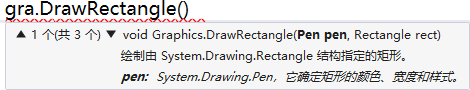 gra.DrawRectangle()
▲ 1 个(共 3 个) ▼ void Graphics.DrawRectangle(Pen pen, Rectangle rect)
绘制由 System.Drawing.Rectangle 结构指定的矩形。
pen: System.Drawing.Pen，它确定矩形的颜色、宽度和样式。